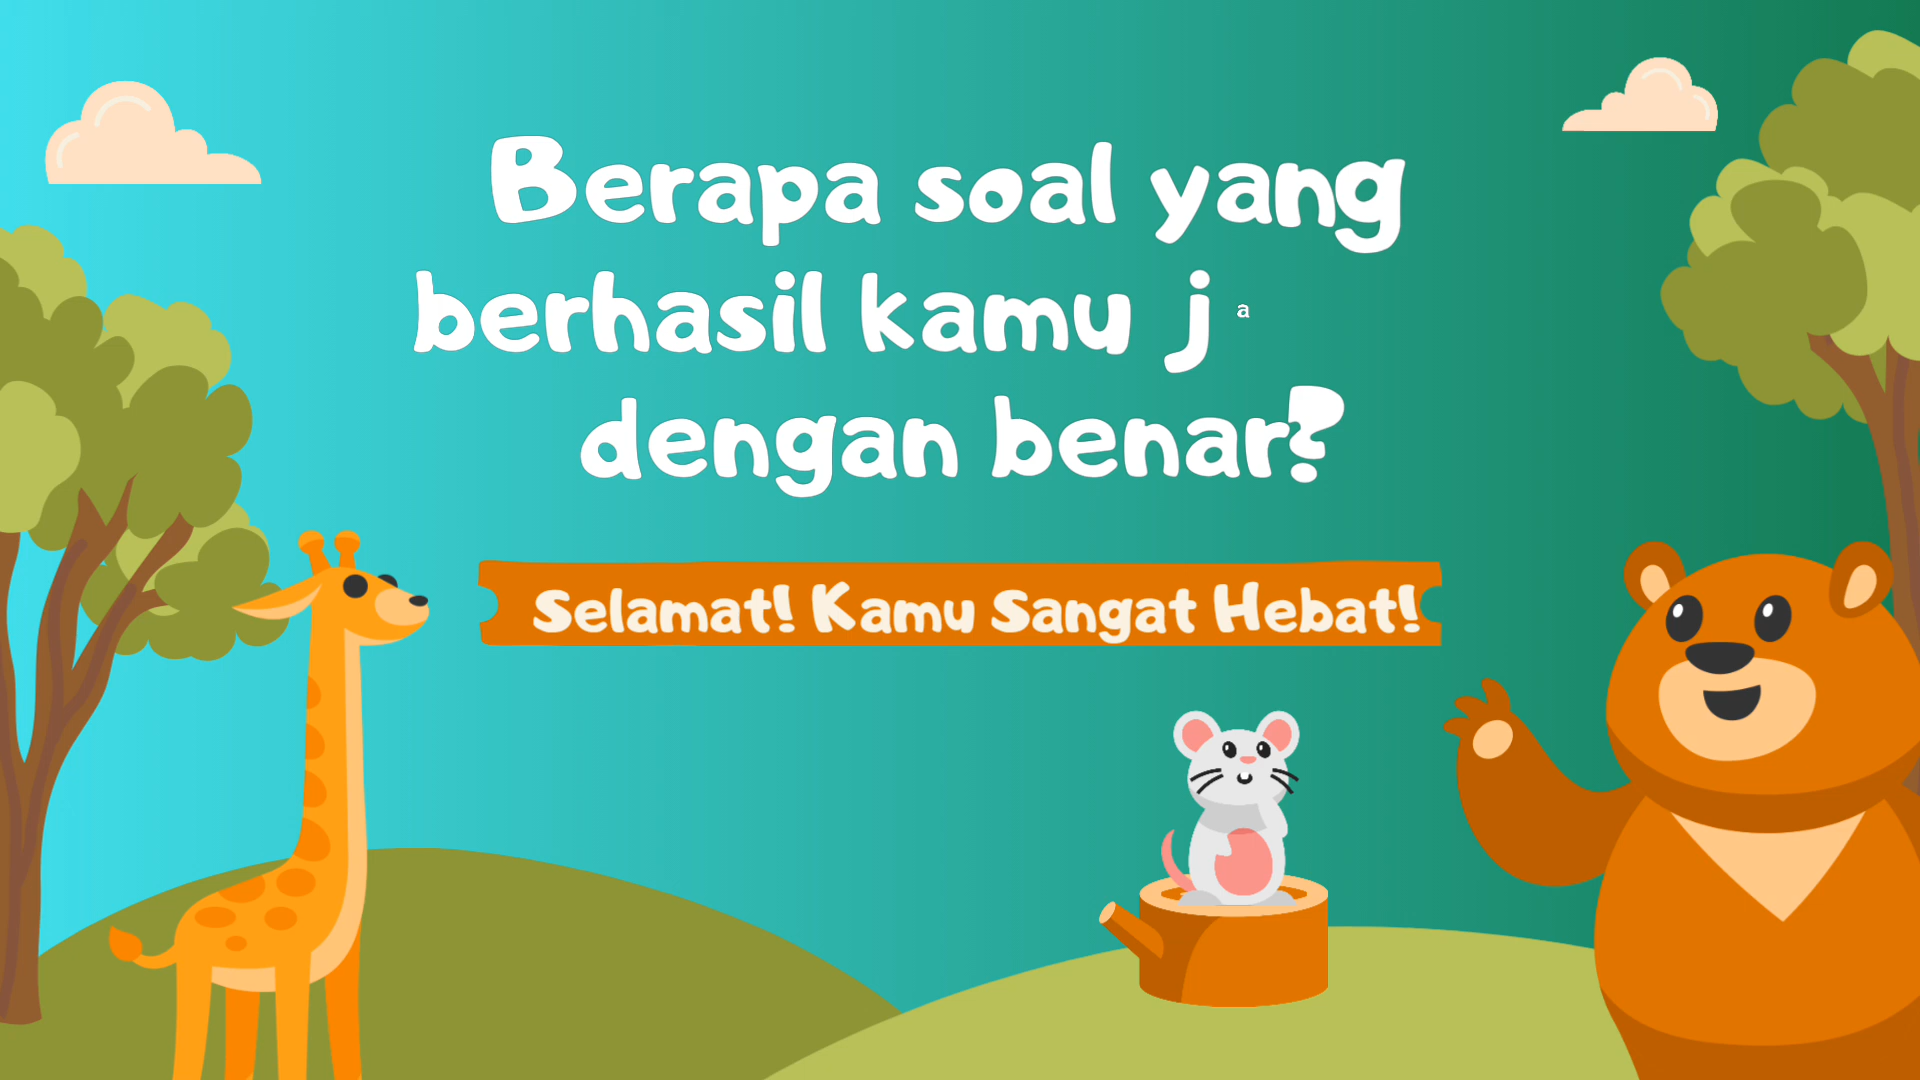 Berapa soal yang
berhasil kamu j a
dengan benar?
Selamat! Kamu Sangat Hebat!